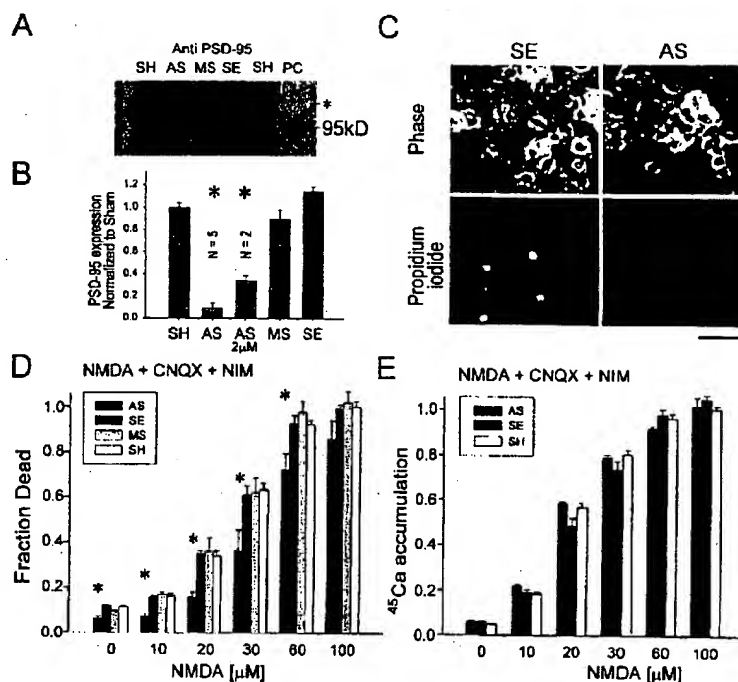 A
Anti PSD-95
SH AS MS SE SH PC
*
95kD
B
PSD-95 expression
Normalized to Sham
1.2
1.0
0.8
0.6
0.4
0.2
0.0
* *
N = 5
N = 2
SH AS AS MS SE
2μM
C
SE AS
Phase
Propidium
iodide
D
NMDA + CNQX + NIM
Fraction Dead
1.0
0.8
0.6
0.4
0.2
0.0
AS
SE
MS
SH
* * * * *
0 10 20 30 60 100
NMDA [μM]
E
NMDA + CNQX + NIM
45Ca accumulation
1.0
0.8
0.6
0.4
0.2
0.0
AS
SE
SH
0 10 20 30 60 100
NMDA [μM]